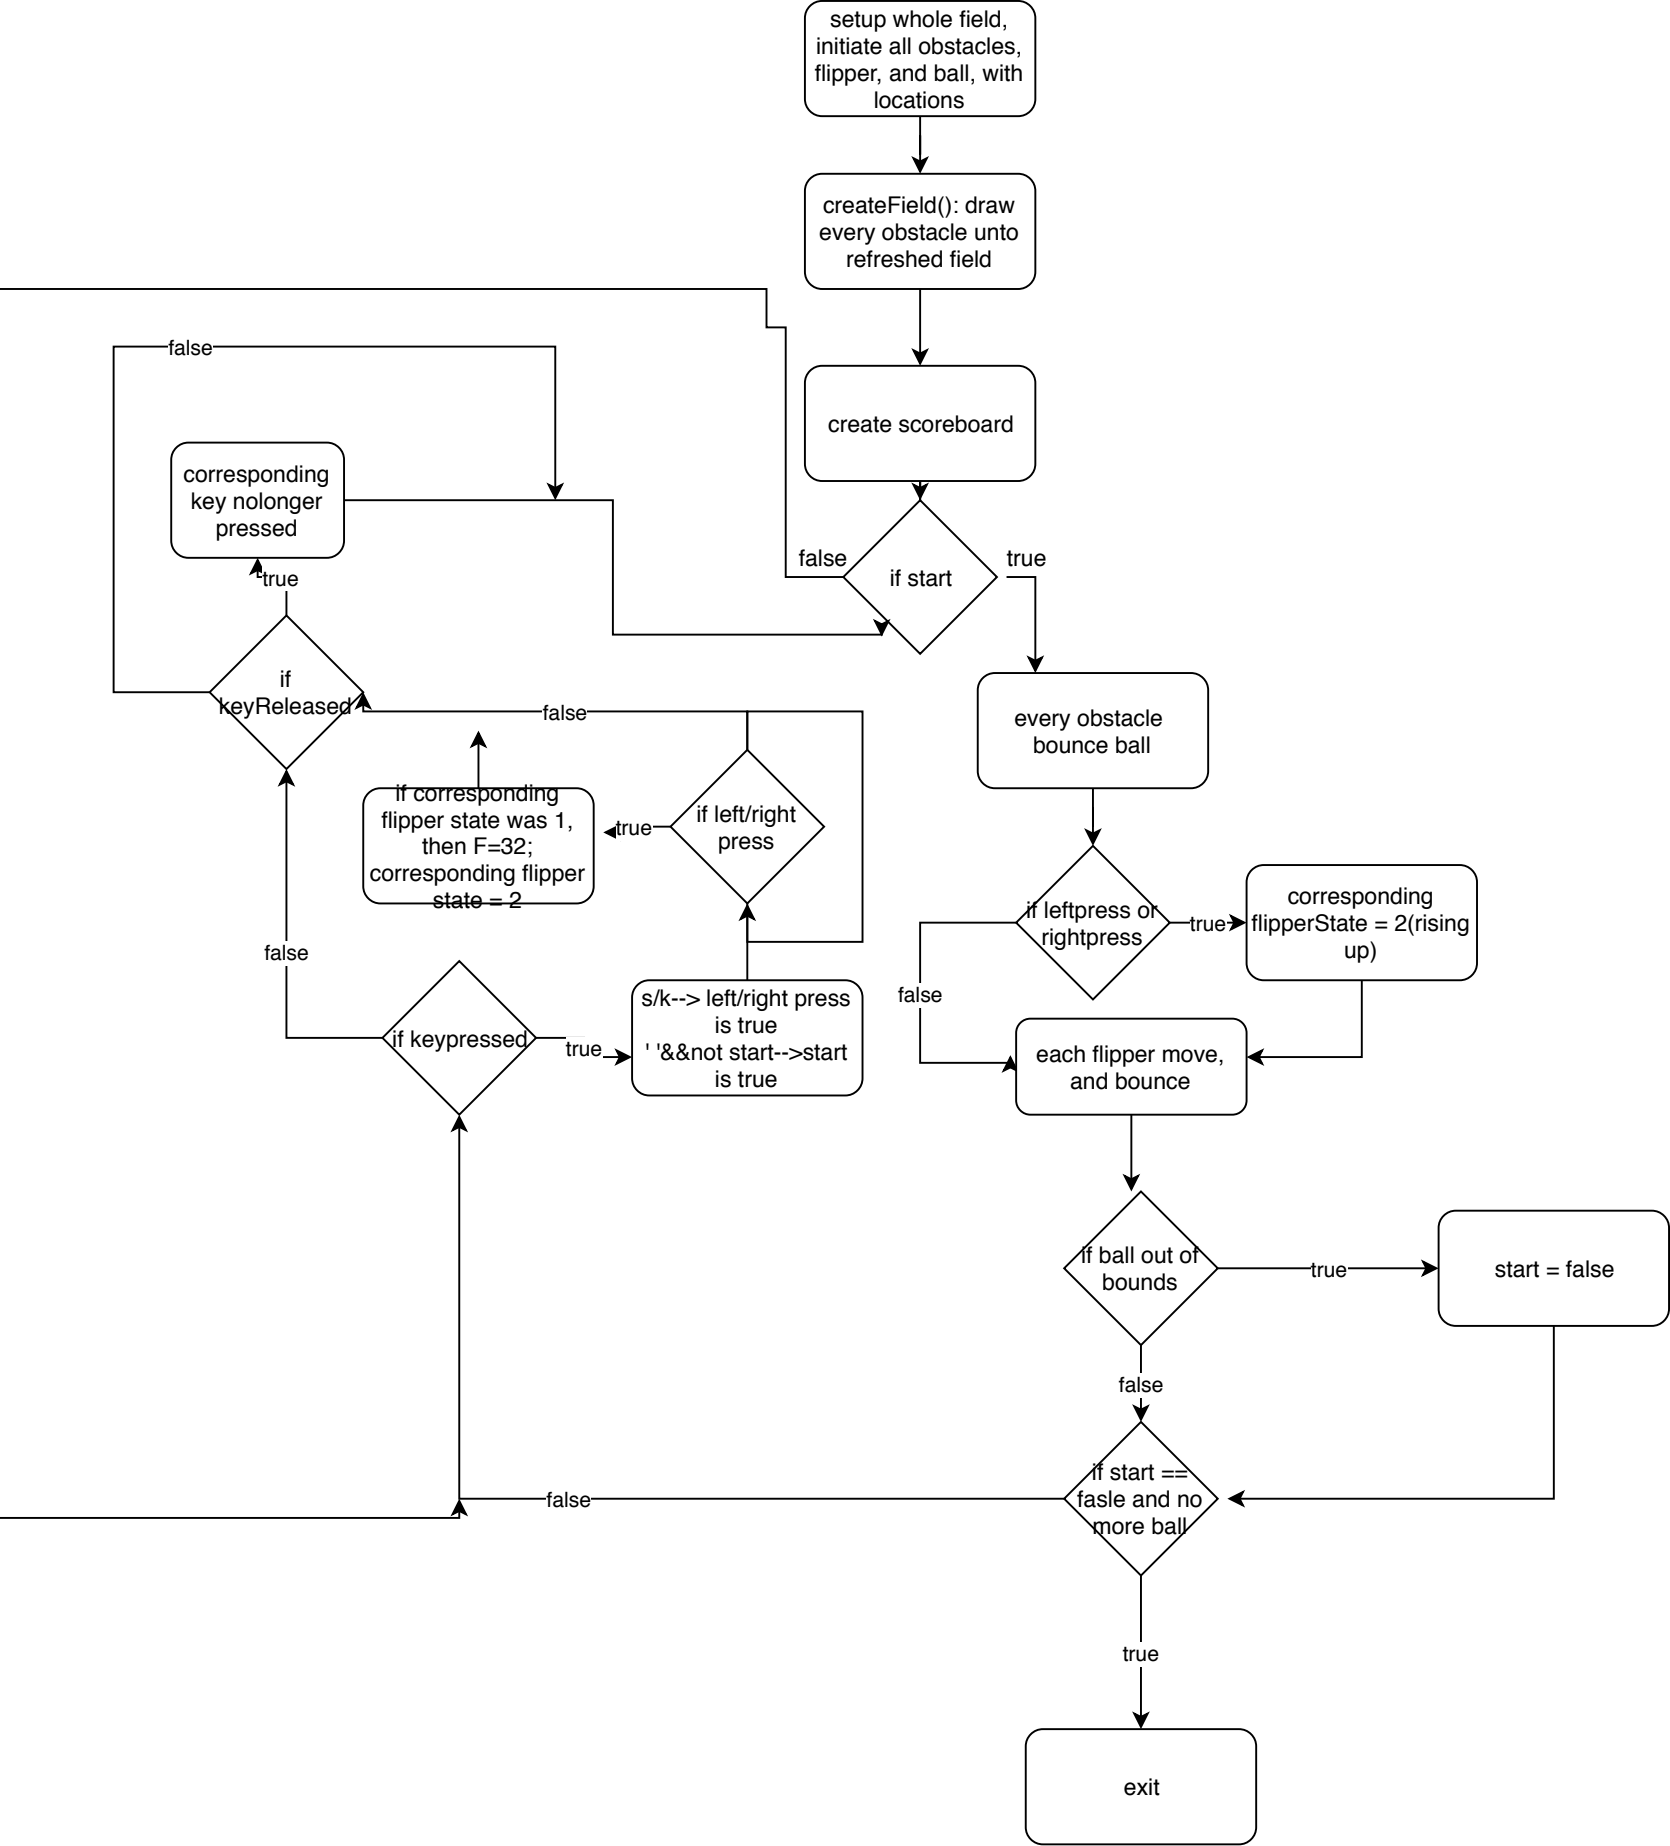 setup whole field,
initiate all obstacles,
flipper, and ball, with
locations
createField(): draw
every obstacle unto
refreshed field
false
create scoreboard
corresponding
key nolonger
pressed
false
true
if start
true
if
keyReleased
false
every obstacle
bounce ball
if corresponding
flipper state was 1,
then F=32;
corresponding flipper
state = 2
true
if left/right
press
if leftpress or
rightpress
true
corresponding
flipperState = 2(rising
up)
false
false
if keypressed
true
s/k--> left/right press
is true
' '&&not start-->start
is true
each flipper move,
and bounce
if ball out of
bounds
true
start = false
false
if start ==
fasle and no
more ball
false
true
exit